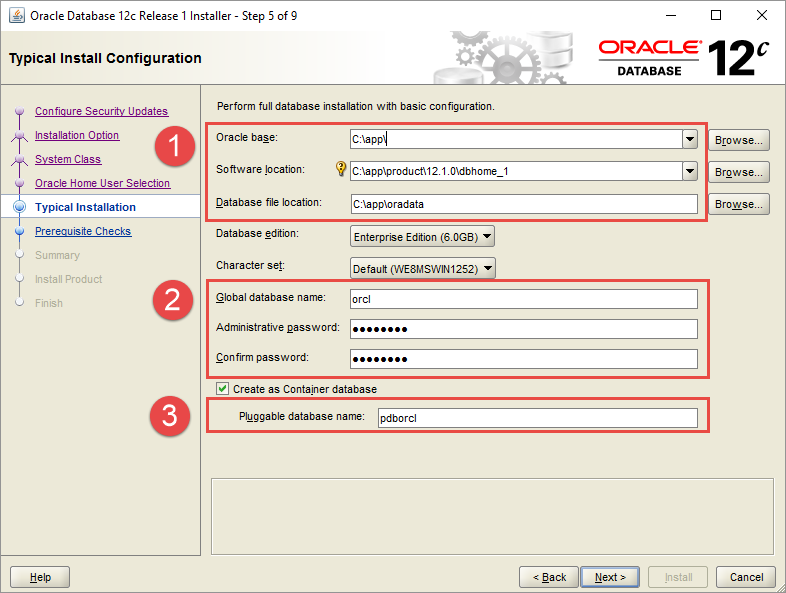 Oracle Database 12c Release 1 Installer - Step 5 of 9
Typical Install Configuration
ORACLE®
DATABASE
12c
Configure Security Updates
Installation Option
System Class
Oracle Home User Selection
Typical Installation
Prerequisite Checks
Summary
Install Product
Finish
Perform full database installation with basic configuration.
1
Oracle base: C:\app\ Browse...
Software location: C:\app\product\12.1.0\dbhome_1 Browse...
Database file location: C:\app\oradata Browse...
Database edition: Enterprise Edition (6.0GB)
Character set: Default (WE8MSWIN1252)
2
Global database name: orcl
Administrative password: ●●●●●●●●
Confirm password: ●●●●●●●●
Create as Container database
3
Pluggable database name: pdborcl
Help < Back Next > Install Cancel